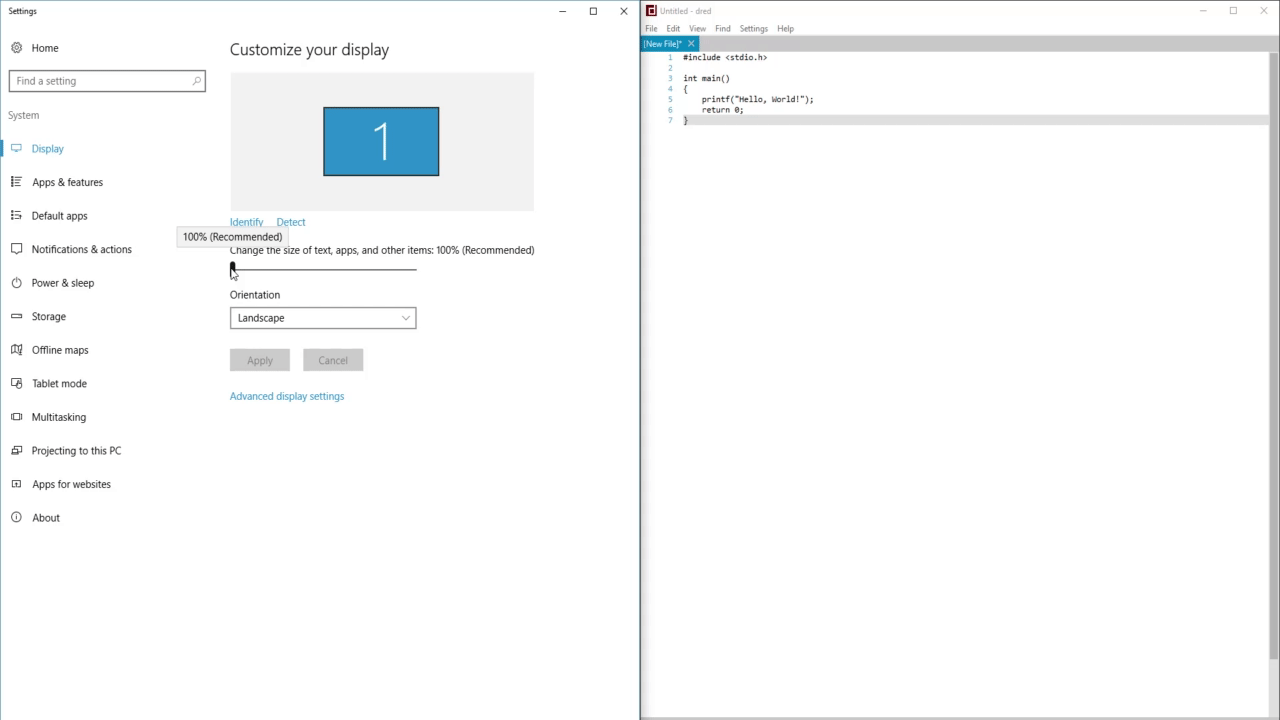 Settings
Home
Find a setting
System
Display
Apps & features
Default apps
Notifications & actions
Power & sleep
Storage
Offline maps
Tablet mode
Multitasking
Projecting to this PC
Apps for websites
About
Customize your display
1
Identify Detect
100% (Recommended)
Change the size of text, apps, and other items: 100% (Recommended)
Orientation
Landscape
Apply Cancel
Advanced display settings
d Untitled - dred
File Edit View Find Settings Help
[New File]* X
1 #include <stdio.h>
2
3 int main()
4 {
5     printf("Hello, World!");
6     return 0;
7 }